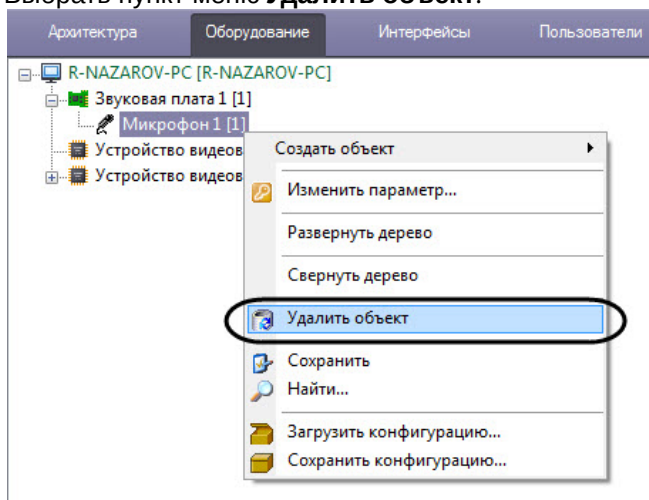 Выбрать пункт меню Удалить объект.
Архитектура Оборудование Интерфейсы Пользователи
R-NAZAROV-PC [R-NAZAROV-PC]
Звуковая плата 1 [1]
Микрофон 1 [1]
Устройство видеов
Устройство видеов
Создать объект
Изменить параметр...
Развернуть дерево
Свернуть дерево
Удалить объект
Сохранить
Найти...
Загрузить конфигурацию...
Сохранить конфигурацию...